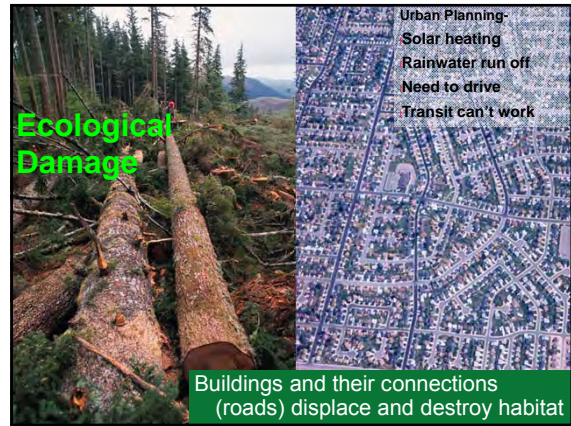 Urban Planning-
Solar heating
Rainwater run off
Need to drive
Transit can't work
Ecological
Damage
Buildings and their connections
(roads) displace and destroy habitat